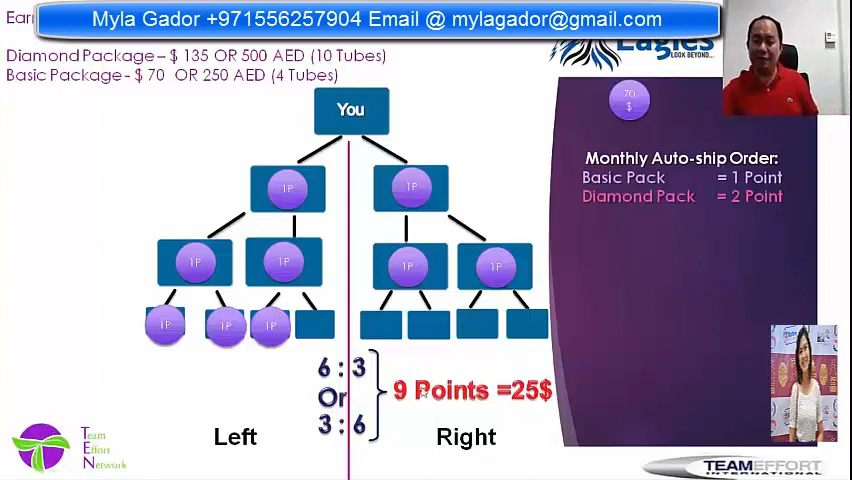 Earn
Myla Gador +971556257904 Email @ mylagador@gmail.com
Diamond Package – $ 135 OR 500 AED (10 Tubes)
Basic Package - $ 70 OR 250 AED (4 Tubes)
Eagles
LOOK BEYOND...
70
$
You
Monthly Auto-ship Order:
Basic Pack = 1 Point
Diamond Pack = 2 Point
1P
1P
1P
1P
1P
1P
1P
1P
1P
6 : 3
Or
3 : 6
9 Points =25$
Left
Right
Team
Effort
Network
TEAMEFFORT
INTERNATIONAL